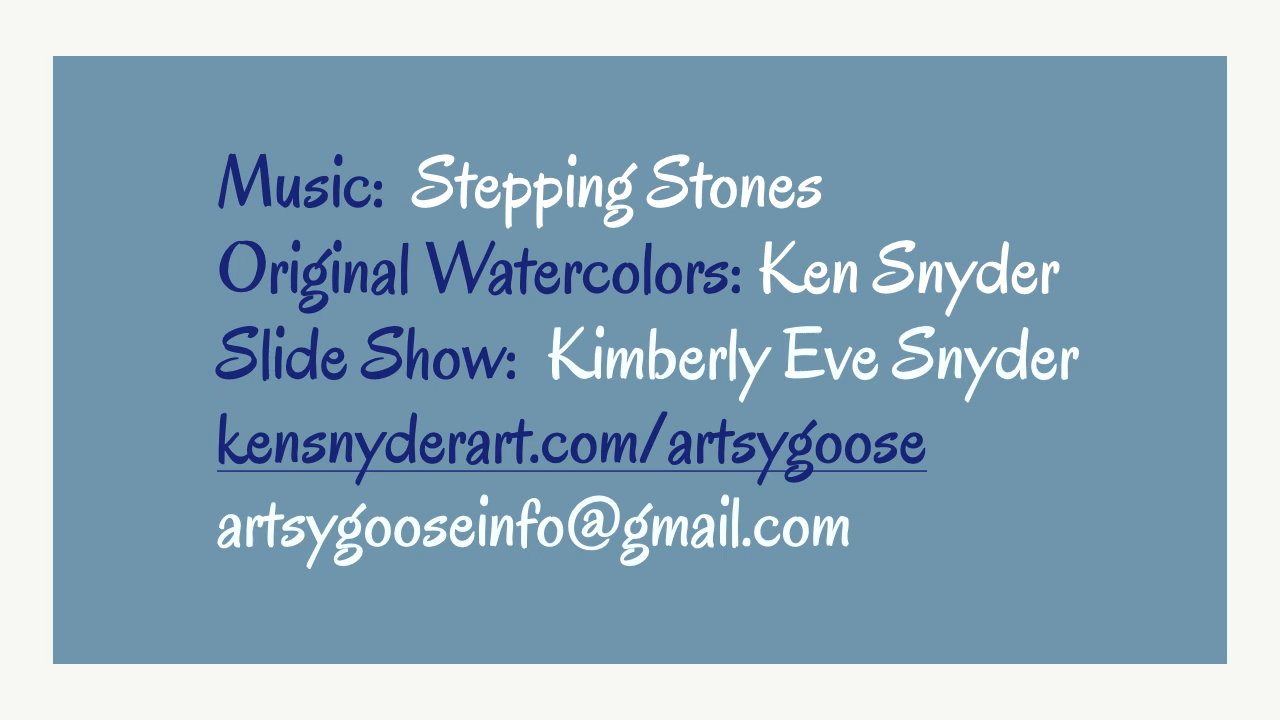 Music: Stepping Stones
Original Watercolors: Ken Snyder
Slide Show: Kimberly Eve Snyder
kensnyderart.com/artsygoose
artsygooseinfo@gmail.com